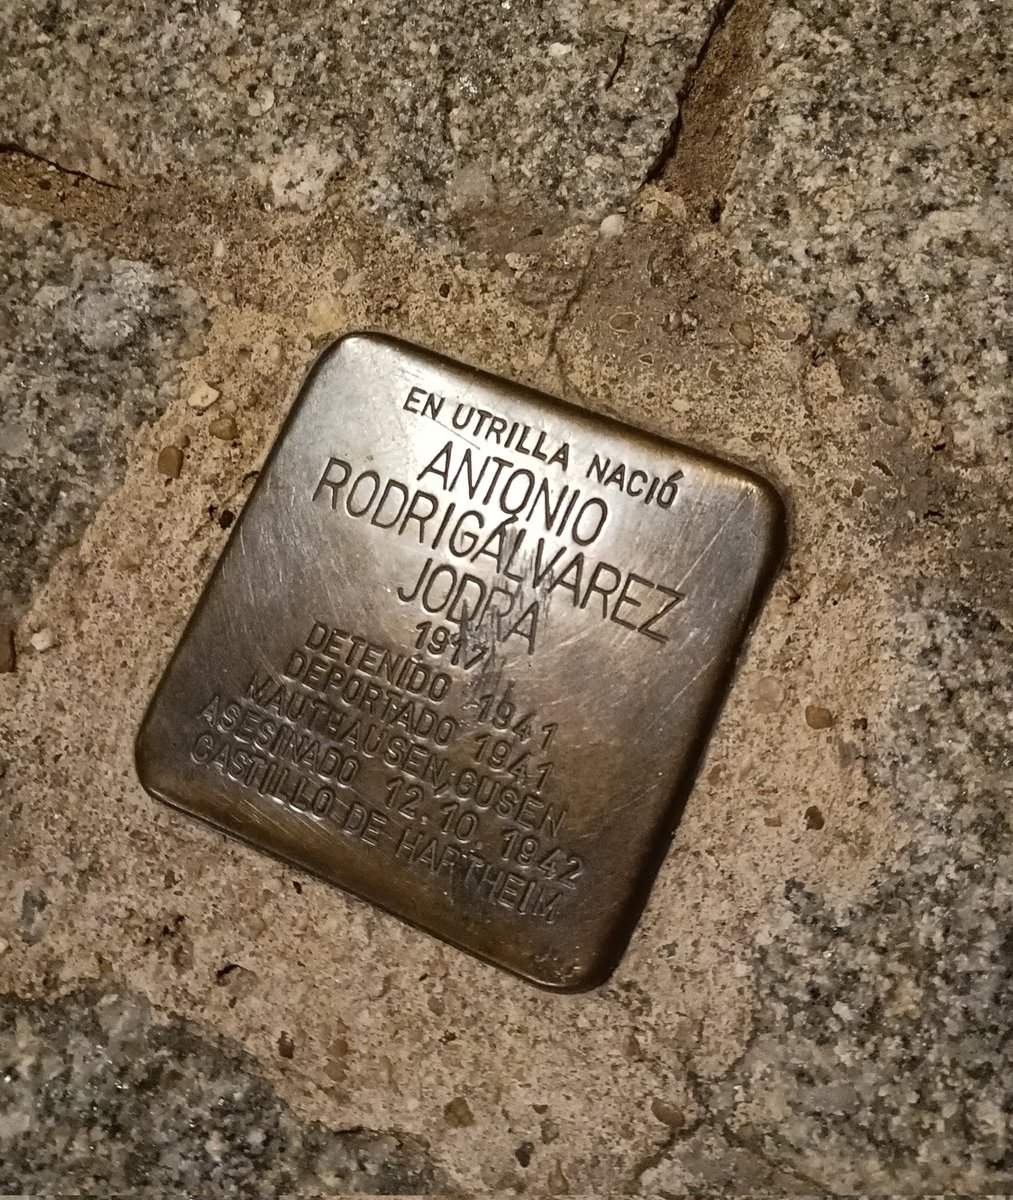 EN UTRILLA NACIÓ
ANTONIO
RODRIGÁLVAREZ
JODRA
1917
DETENIDO 1941
DEPORTADO 1941
MAUTHAUSEN, GUSEN
ASESINADO 12.10.1942
CASTILLO DE HARTHEIM